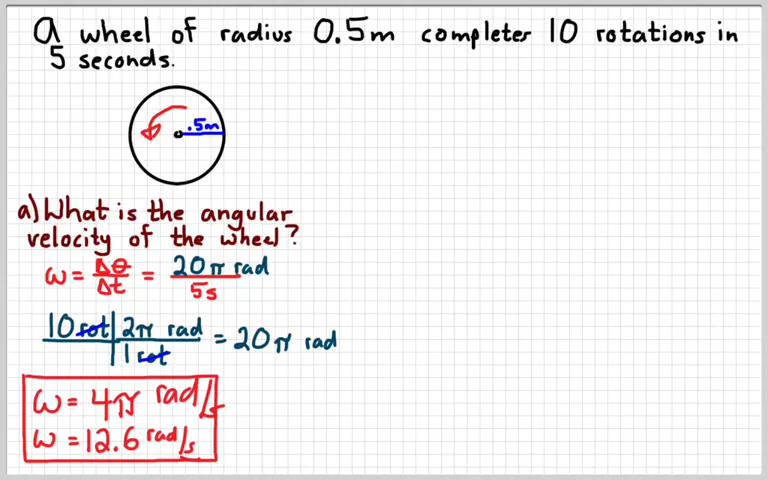 A wheel of radius 0.5m completer 10 rotations in
5 seconds.
.5m
a) What is the angular
velocity of the wheel?
ω = Δθ/Δt = 20π rad/5s
10 rot | 2π rad / 1 rot = 20π rad
ω = 4π rad/s
ω = 12.6 rad/s